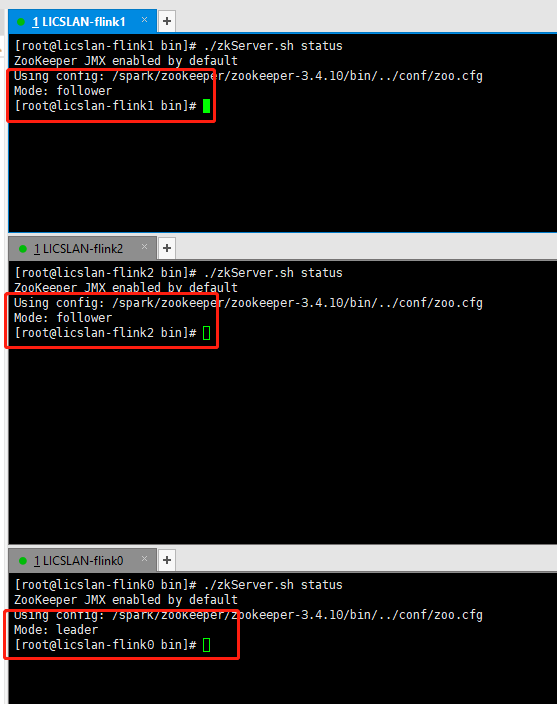 1 LICSLAN-flink1 × +
[root@licslan-flink1 bin]# ./zkServer.sh status
ZooKeeper JMX enabled by default
Using config: /spark/zookeeper/zookeeper-3.4.10/bin/../conf/zoo.cfg
Mode: follower
[root@licslan-flink1 bin]#
1 LICSLAN-flink2 × +
[root@licslan-flink2 bin]# ./zkServer.sh status
ZooKeeper JMX enabled by default
Using config: /spark/zookeeper/zookeeper-3.4.10/bin/../conf/zoo.cfg
Mode: follower
[root@licslan-flink2 bin]#
1 LICSLAN-flink0 × +
[root@licslan-flink0 bin]# ./zkServer.sh status
ZooKeeper JMX enabled by default
Using config: /spark/zookeeper/zookeeper-3.4.10/bin/../conf/zoo.cfg
Mode: leader
[root@licslan-flink0 bin]#